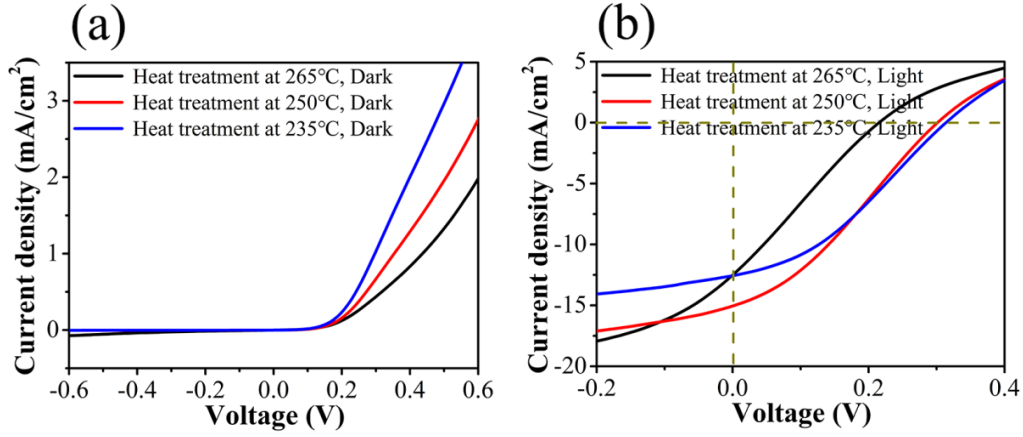 (a)
Current density (mA/cm²)
3
2
1
0
Heat treatment at 265℃, Dark
Heat treatment at 250℃, Dark
Heat treatment at 235℃, Dark
-0.6 -0.4 -0.2 0.0 0.2 0.4 0.6
Voltage (V)
(b)
Current density (mA/cm²)
5
0
-5
-10
-15
-20
Heat treatment at 265℃, Light
Heat treatment at 250℃, Light
Heat treatment at 235℃, Light
-0.2 0.0 0.2 0.4
Voltage (V)